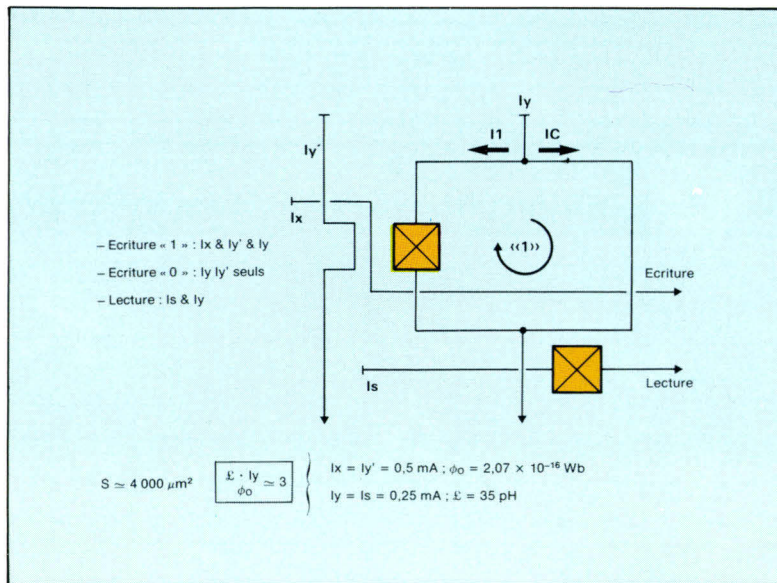 Iy
I1 IC
Iy'
Ix
– Ecriture « 1 » : Ix & Iy' & Iy
– Ecriture « 0 » : Iy Iy' seuls
– Lecture : Is & Iy
«1»
Ecriture
Is
Lecture
S ≃ 4 000 μm²
£ · Iy
ϕo
≃ 3
Ix = Iy' = 0,5 mA ; ϕo = 2,07 × 10⁻¹⁶ Wb
Iy = Is = 0,25 mA ; £ = 35 pH